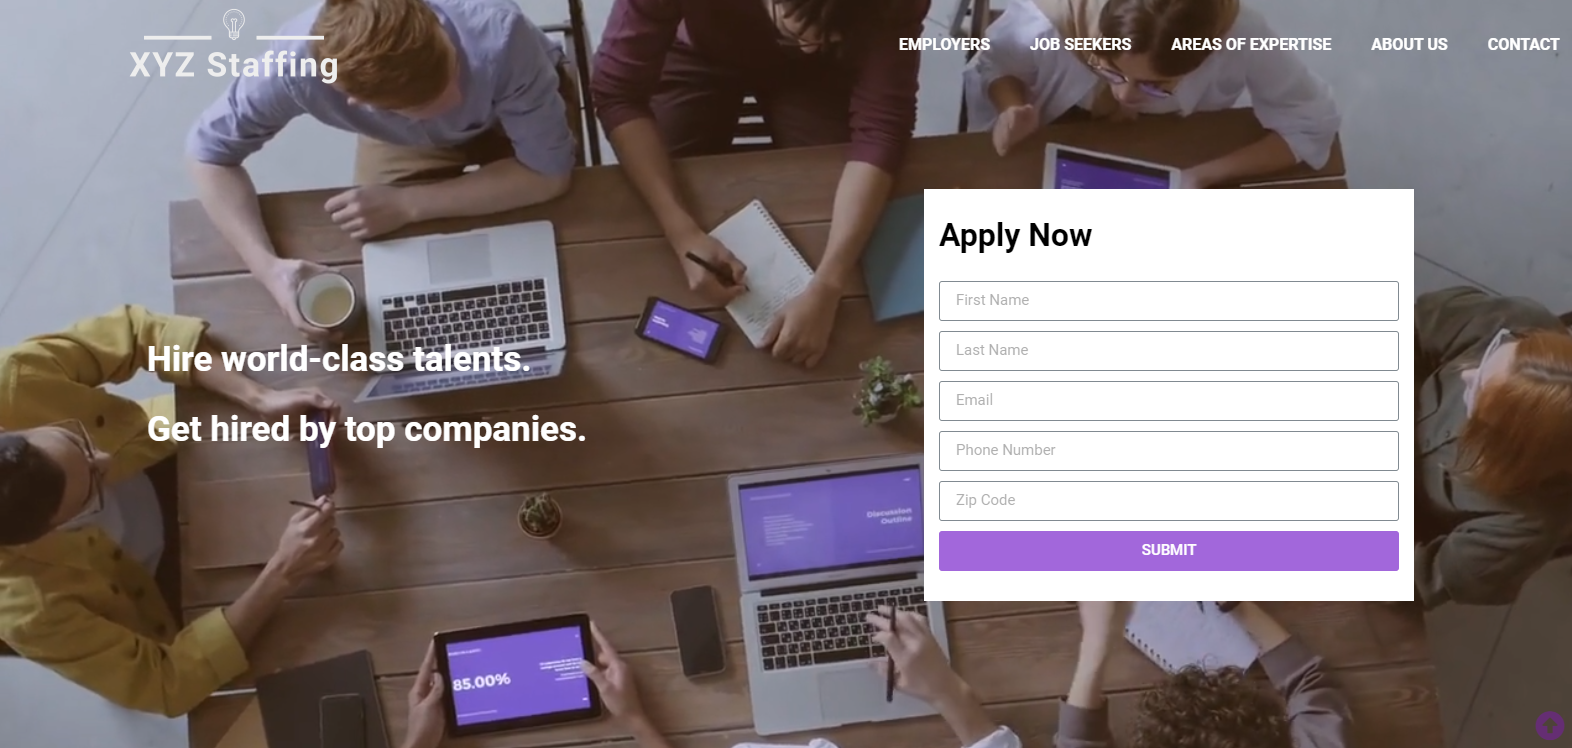 XYZ Staffing
EMPLOYERS
JOB SEEKERS
AREAS OF EXPERTISE
ABOUT US
CONTACT
Hire world-class talents.
Get hired by top companies.
Apply Now
First Name
Last Name
Email
Phone Number
Zip Code
SUBMIT
Discussion
Outline
85.00%